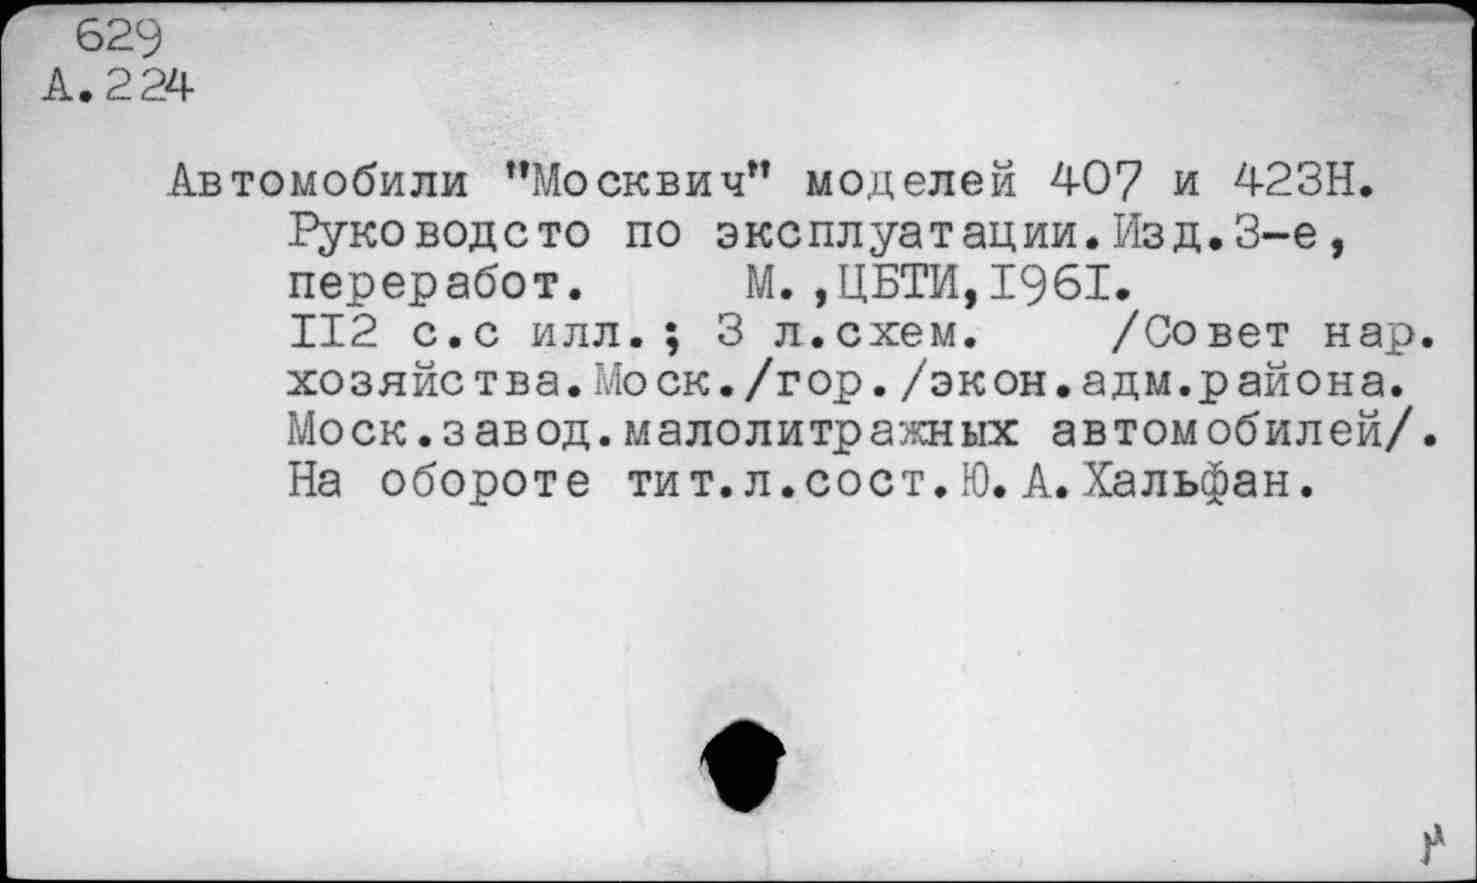 629
А.224
Автомобили "Москвич" моделей 407 и 423Н.
Руководсто по эксплуатации.Изд.3-е,
переработ. М.,ЦБТИ,1961.
112 с.с илл.; 3 л.схем. /Совет нар.
хозяйства.Моск./гор./экон.адм.района.
Моск.завод.малолитражных автомобилей/.
На обороте тит.л.сост.Ю.А.Хальфан.